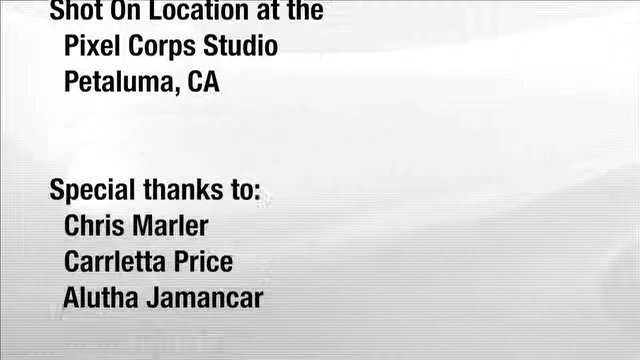 Shot On Location at the
Pixel Corps Studio
Petaluma, CA
Special thanks to:
Chris Marler
Carrletta Price
Alutha Jamancar